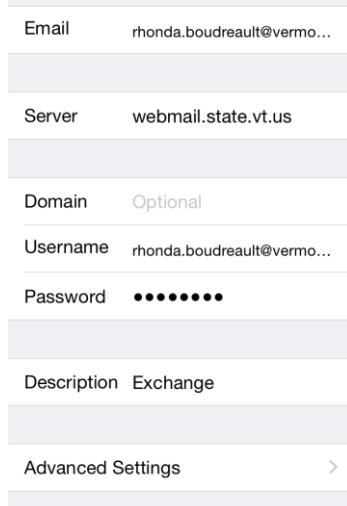 Email rhonda.boudreault@vermo...
Server webmail.state.vt.us
Domain Optional
Username rhonda.boudreault@vermo...
Password ●●●●●●●●
Description Exchange
Advanced Settings >